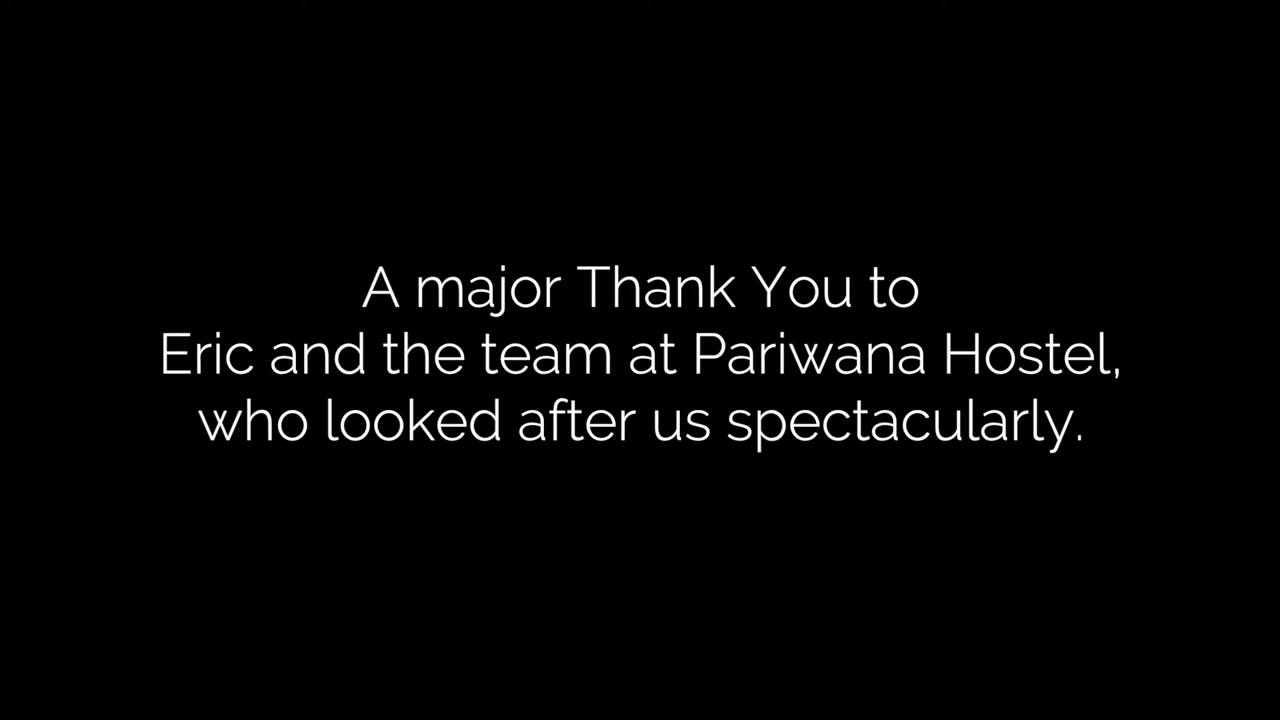 A major Thank You to
Eric and the team at Pariwana Hostel,
who looked after us spectacularly.